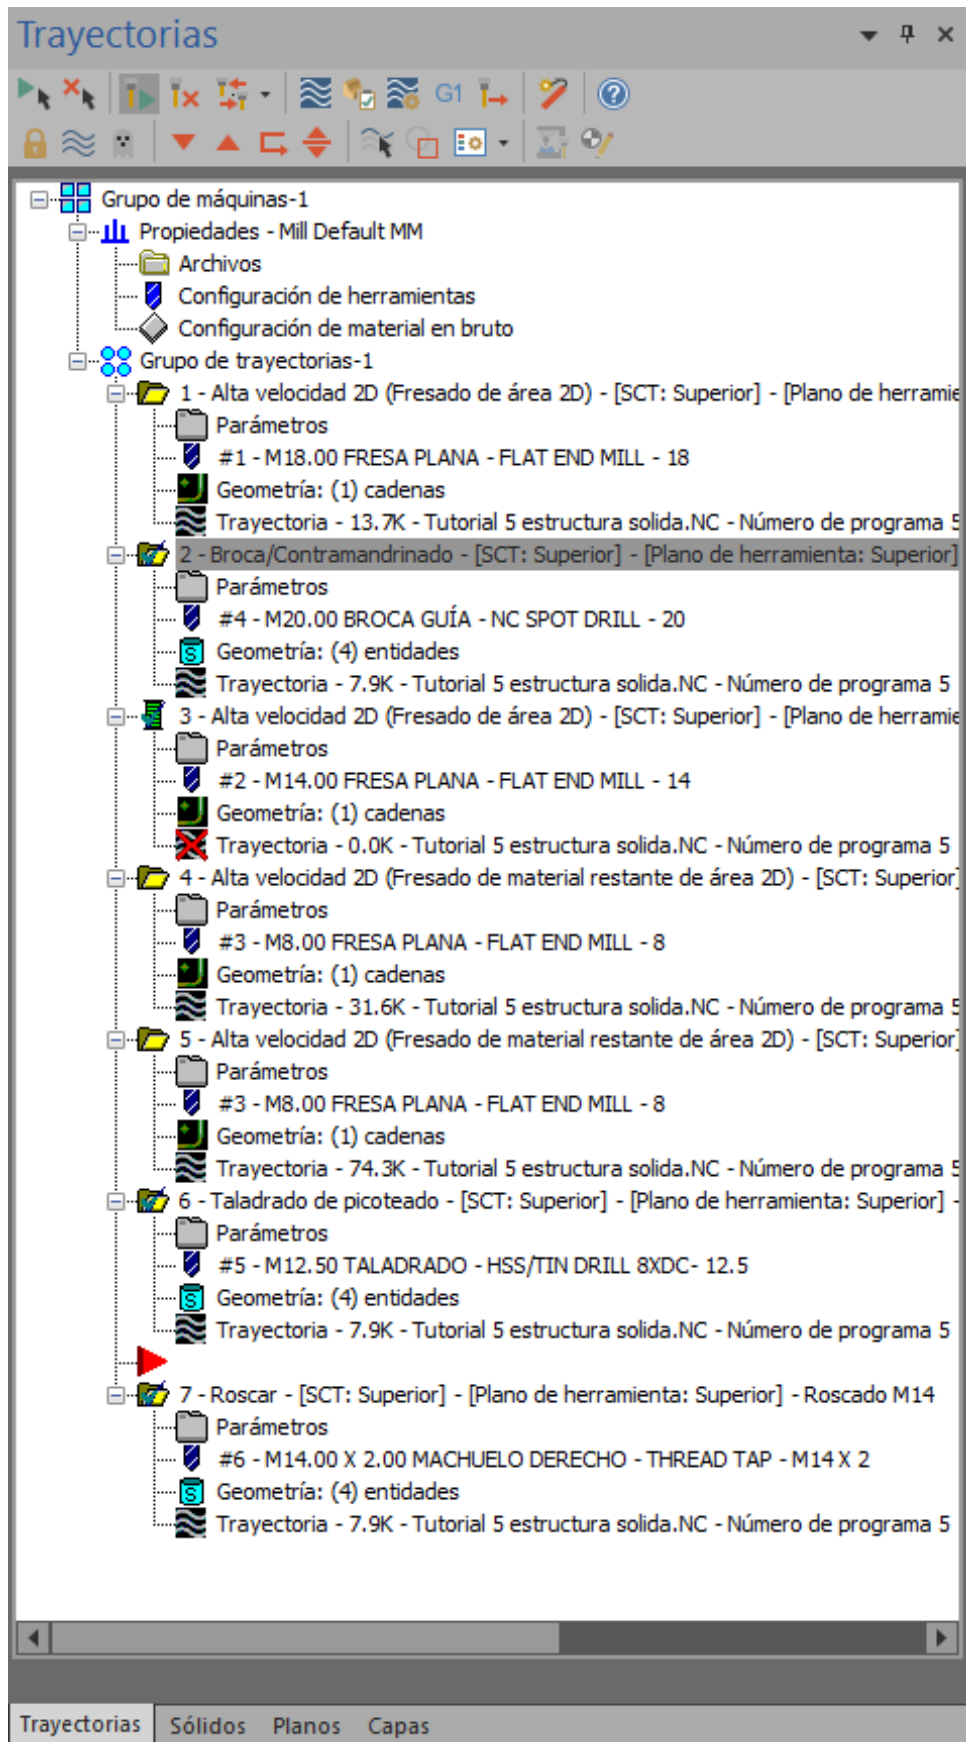 Trayectorias
G1
Grupo de máquinas-1
Propiedades - Mill Default MM
Archivos
Configuración de herramientas
Configuración de material en bruto
Grupo de trayectorias-1
1 - Alta velocidad 2D (Fresado de área 2D) - [SCT: Superior] - [Plano de herramie
Parámetros
#1 - M18.00 FRESA PLANA - FLAT END MILL - 18
Geometría: (1) cadenas
Trayectoria - 13.7K - Tutorial 5 estructura solida.NC - Número de programa 5
2 - Broca/Contramandrinado - [SCT: Superior] - [Plano de herramienta: Superior]
Parámetros
#4 - M20.00 BROCA GUÍA - NC SPOT DRILL - 20
Geometría: (4) entidades
Trayectoria - 7.9K - Tutorial 5 estructura solida.NC - Número de programa 5
3 - Alta velocidad 2D (Fresado de área 2D) - [SCT: Superior] - [Plano de herramie
Parámetros
#2 - M14.00 FRESA PLANA - FLAT END MILL - 14
Geometría: (1) cadenas
Trayectoria - 0.0K - Tutorial 5 estructura solida.NC - Número de programa 5
4 - Alta velocidad 2D (Fresado de material restante de área 2D) - [SCT: Superior]
Parámetros
#3 - M8.00 FRESA PLANA - FLAT END MILL - 8
Geometría: (1) cadenas
Trayectoria - 31.6K - Tutorial 5 estructura solida.NC - Número de programa 5
5 - Alta velocidad 2D (Fresado de material restante de área 2D) - [SCT: Superior]
Parámetros
#3 - M8.00 FRESA PLANA - FLAT END MILL - 8
Geometría: (1) cadenas
Trayectoria - 74.3K - Tutorial 5 estructura solida.NC - Número de programa 5
6 - Taladrado de picoteado - [SCT: Superior] - [Plano de herramienta: Superior] -
Parámetros
#5 - M12.50 TALADRADO - HSS/TIN DRILL 8XDC- 12.5
Geometría: (4) entidades
Trayectoria - 7.9K - Tutorial 5 estructura solida.NC - Número de programa 5
7 - Roscar - [SCT: Superior] - [Plano de herramienta: Superior] - Roscado M14
Parámetros
#6 - M14.00 X 2.00 MACHUELO DERECHO - THREAD TAP - M14 X 2
Geometría: (4) entidades
Trayectoria - 7.9K - Tutorial 5 estructura solida.NC - Número de programa 5
Trayectorias Sólidos Planos Capas